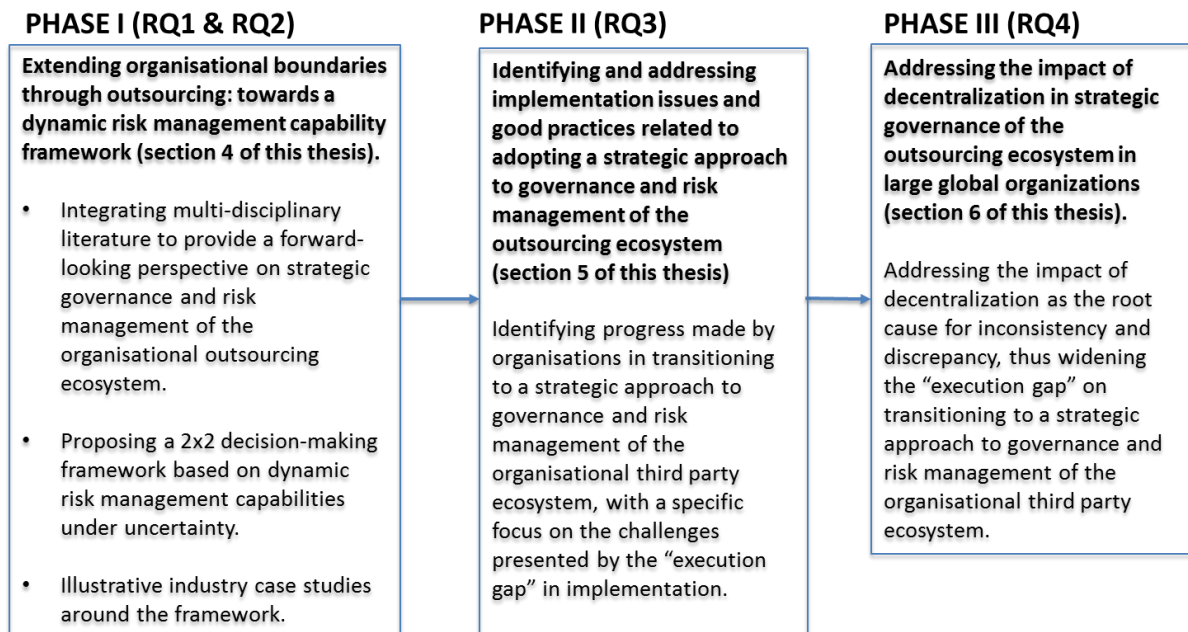 PHASE I (RQ1 & RQ2)
Extending organisational boundaries
through outsourcing: towards a
dynamic risk management capability
framework (section 4 of this thesis).
• Integrating multi-disciplinary
literature to provide a forward-
looking perspective on strategic
governance and risk
management of the
organisational outsourcing
ecosystem.
• Proposing a 2x2 decision-making
framework based on dynamic
risk management capabilities
under uncertainty.
• Illustrative industry case studies
around the framework.
PHASE II (RQ3)
Identifying and addressing
implementation issues and
good practices related to
adopting a strategic approach
to governance and risk
management of the
outsourcing ecosystem
(section 5 of this thesis)
Identifying progress made by
organisations in transitioning
to a strategic approach to
governance and risk
management of the
organisational third party
ecosystem, with a specific
focus on the challenges
presented by the “execution
gap” in implementation.
PHASE III (RQ4)
Addressing the impact of
decentralization in strategic
governance of the
outsourcing ecosystem in
large global organizations
(section 6 of this thesis).
Addressing the impact of
decentralization as the root
cause for inconsistency and
discrepancy, thus widening
the “execution gap” on
transitioning to a strategic
approach to governance and
risk management of the
organisational third party
ecosystem.